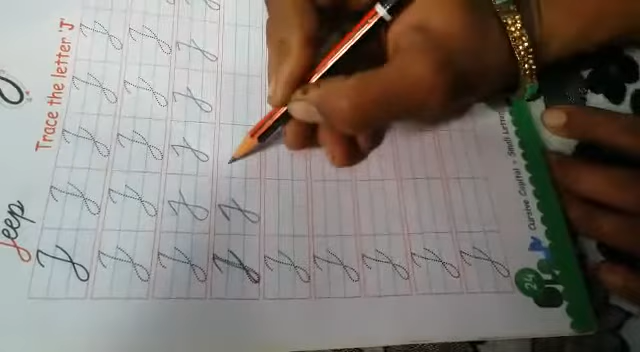 Jeep
Trace the letter 'J'
J J J J J
J J J J J
J J J J J
J J
J
J
J
J
J
24 Cursive Capital + Small Letters